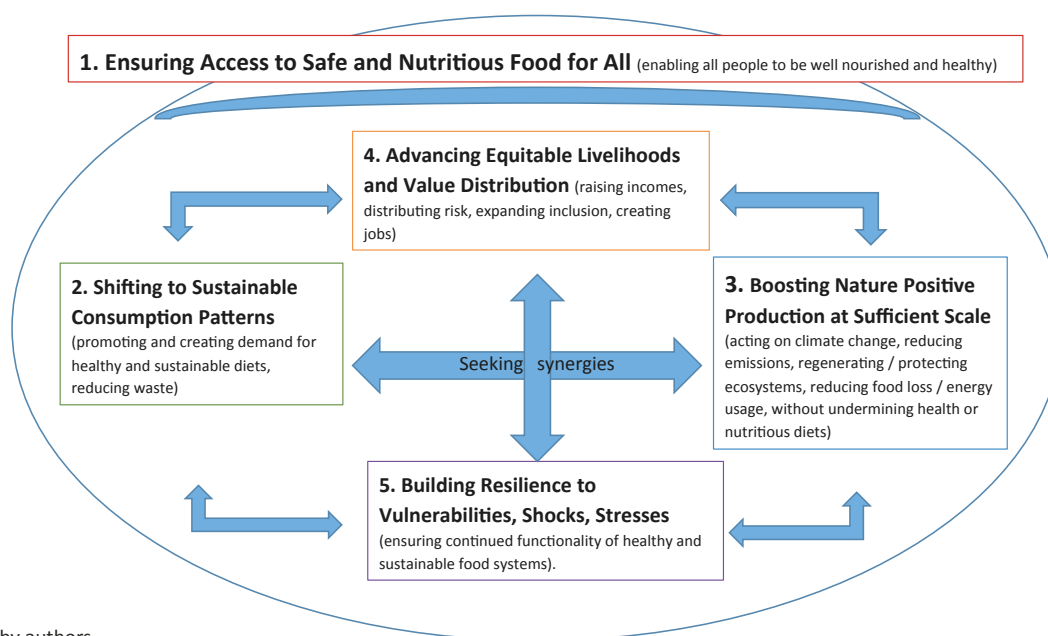 1. Ensuring Access to Safe and Nutritious Food for All (enabling all people to be well nourished and healthy)
4. Advancing Equitable Livelihoods
and Value Distribution (raising incomes,
distributing risk, expanding inclusion, creating
jobs)
2. Shifting to Sustainable
Consumption Patterns
(promoting and creating demand for
healthy and sustainable diets,
reducing waste)
Seeking synergies
3. Boosting Nature Positive
Production at Sufficient Scale
(acting on climate change, reducing
emissions, regenerating / protecting
ecosystems, reducing food loss / energy
usage, without undermining health or
nutritious diets)
5. Building Resilience to
Vulnerabilities, Shocks, Stresses
(ensuring continued functionality of healthy and
sustainable food systems).
by authors